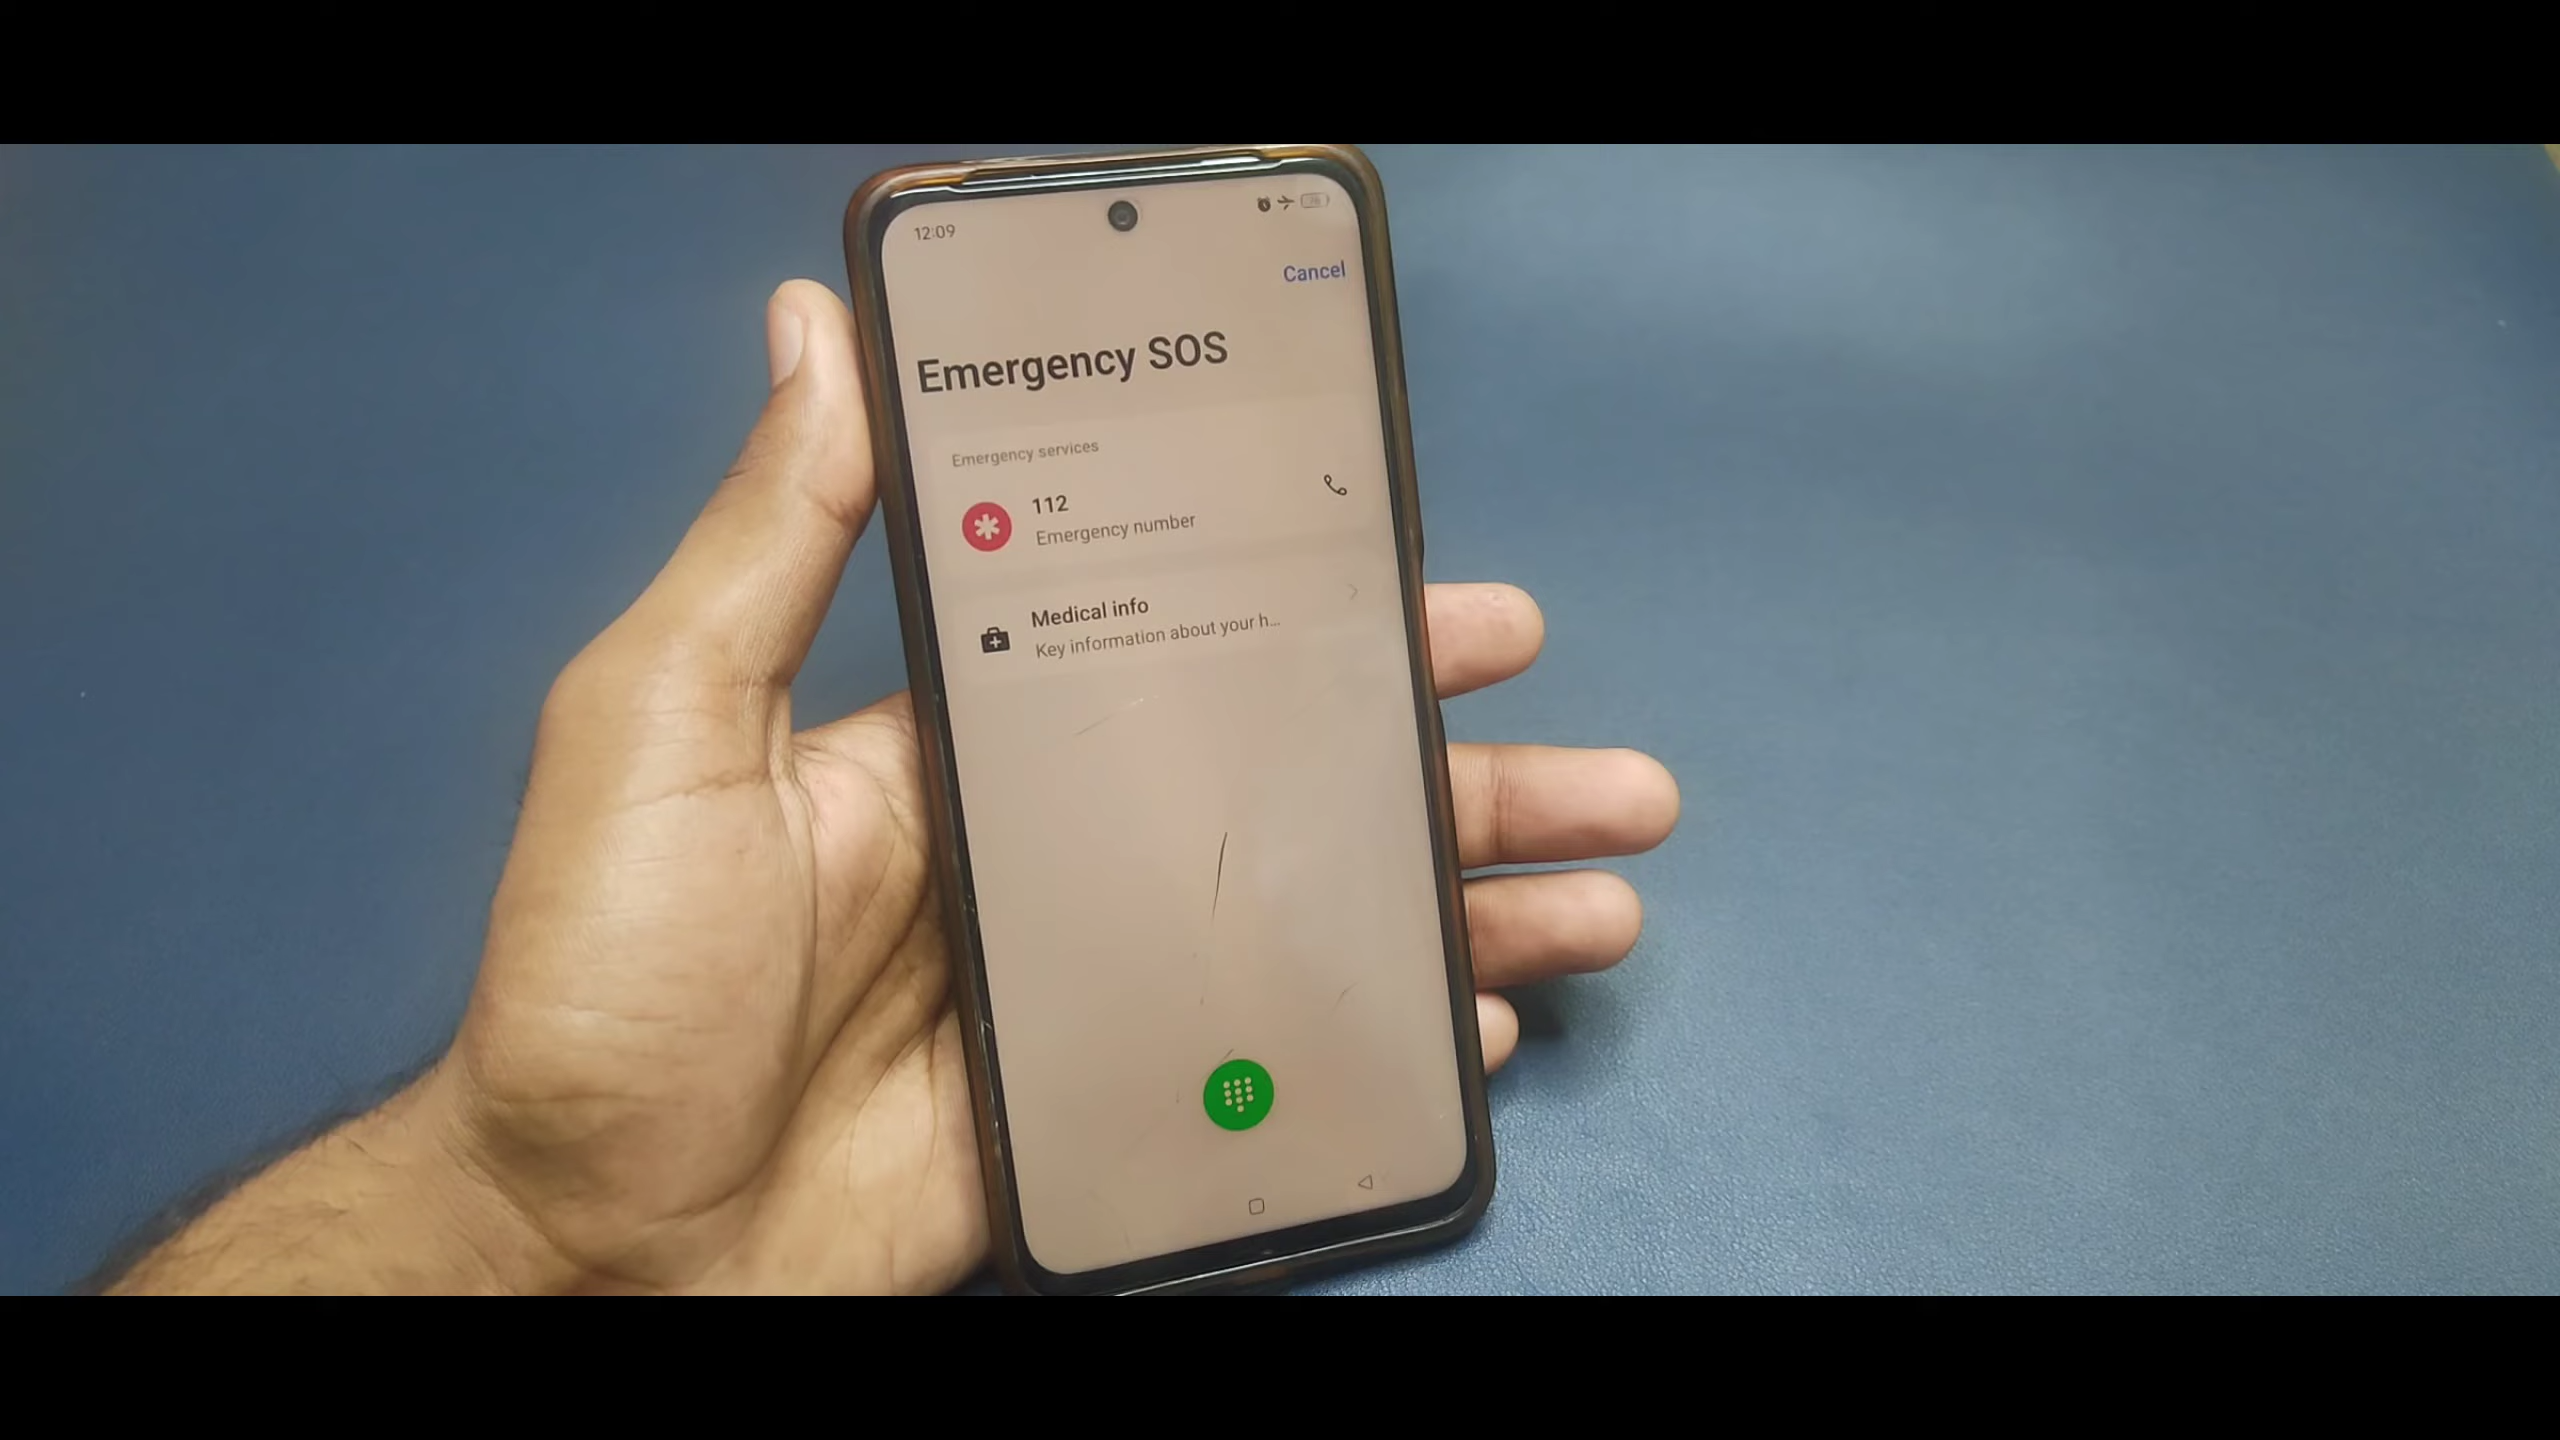 12:09
Cancel
Emergency SOS
Emergency services
112
Emergency number
Medical info
Key information about your h...